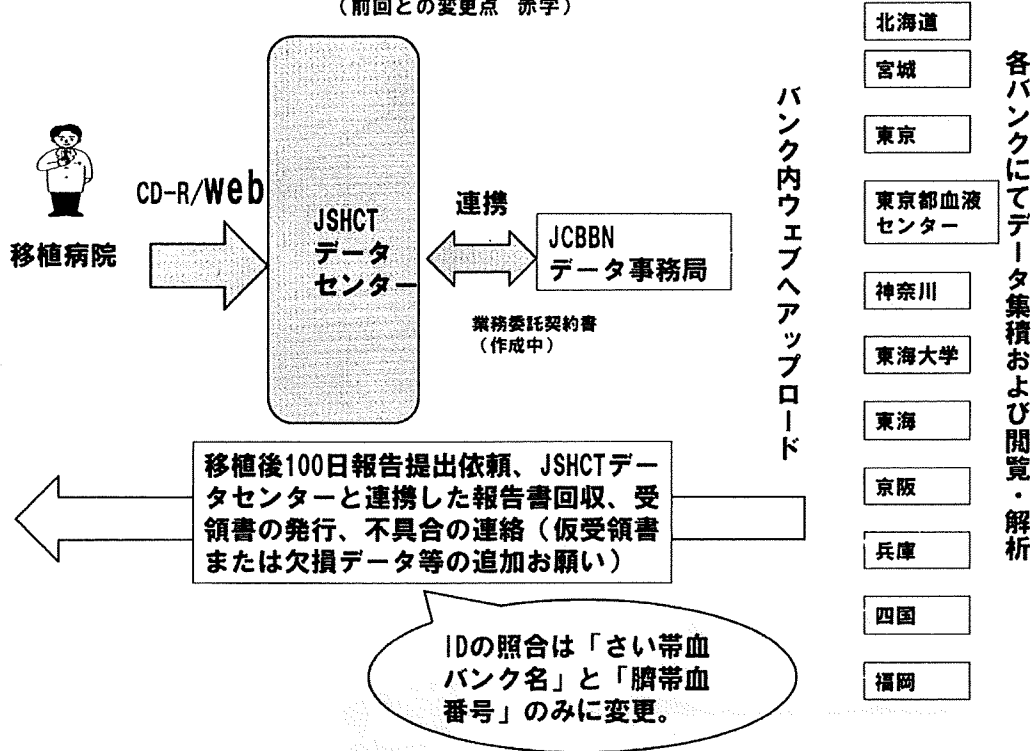 （前回との変更点 赤字）
移植病院
CD-R/Web
JSHCT
データ
センター
連携
JCBBN
データ事務局
業務委託契約書
（作成中）
バンク内ウェブへアップロード
北海道
宮城
東京
東京都血液
センター
神奈川
東海大学
東海
京阪
兵庫
四国
福岡
各バンクにてデータ集積および閲覧・解析
移植後100日報告提出依頼、JSHCTデー
タセンターと連携した報告書回収、受
領書の発行、不具合の連絡（仮受領書
または欠損データ等の追加お願い）
IDの照合は「さい帯血
バンク名」と「臍帯血
番号」のみに変更。